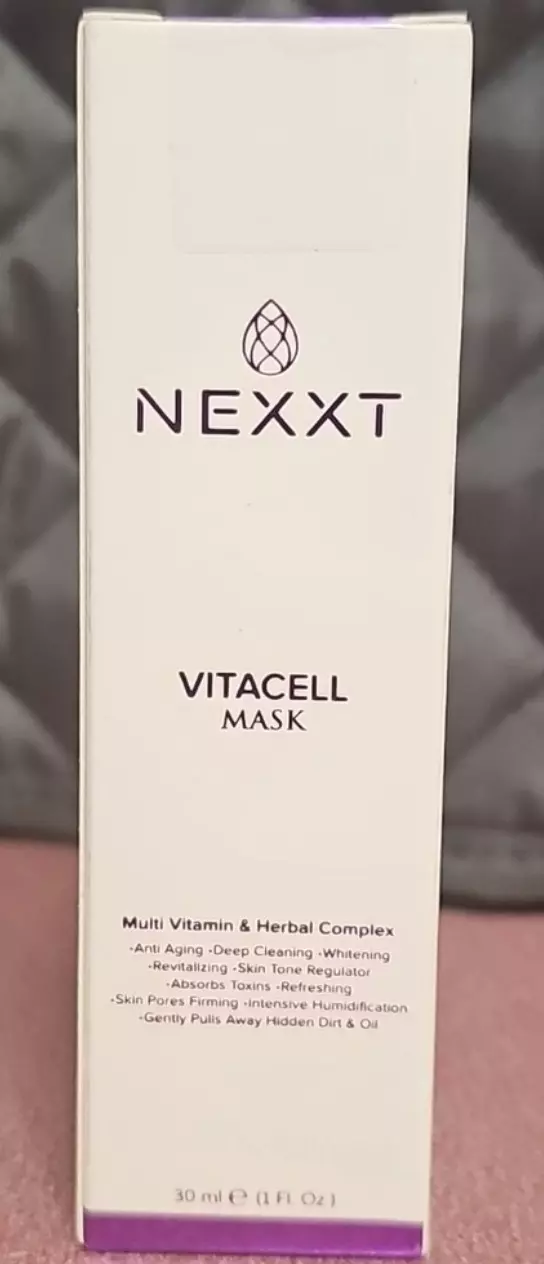 NEXXT
VITACELL
MASK
Multi Vitamin & Herbal Complex
•Anti Aging •Deep Cleaning •Whitening
•Revitalizing •Skin Tone Regulator
•Absorbs Toxins •Refreshing
•Skin Pores Firming •Intensive Humidification
•Gently Pulls Away Hidden Dirt & Oil
30 ml ℮ (1 Fl. Oz)